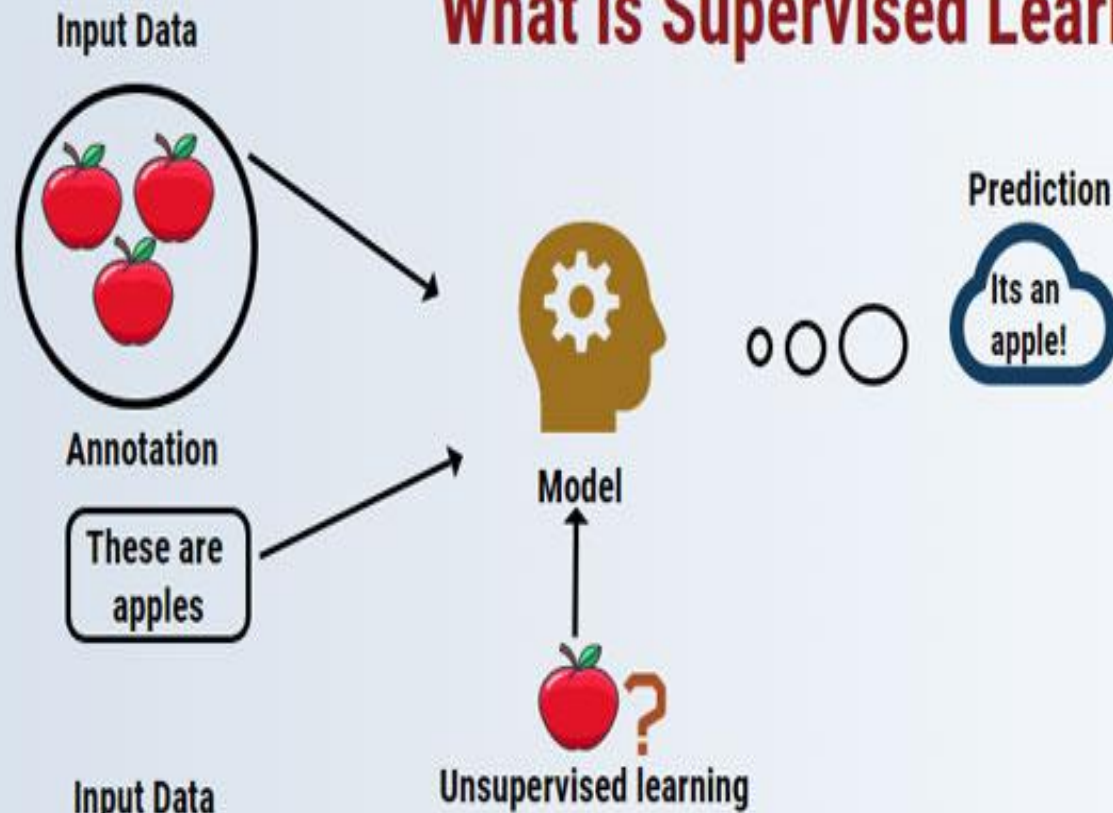 What Is Supervised Lear
Input Data
Prediction
Its an
apple!
Annotation
Model
These are
apples
?
Unsupervised learning
Input Data